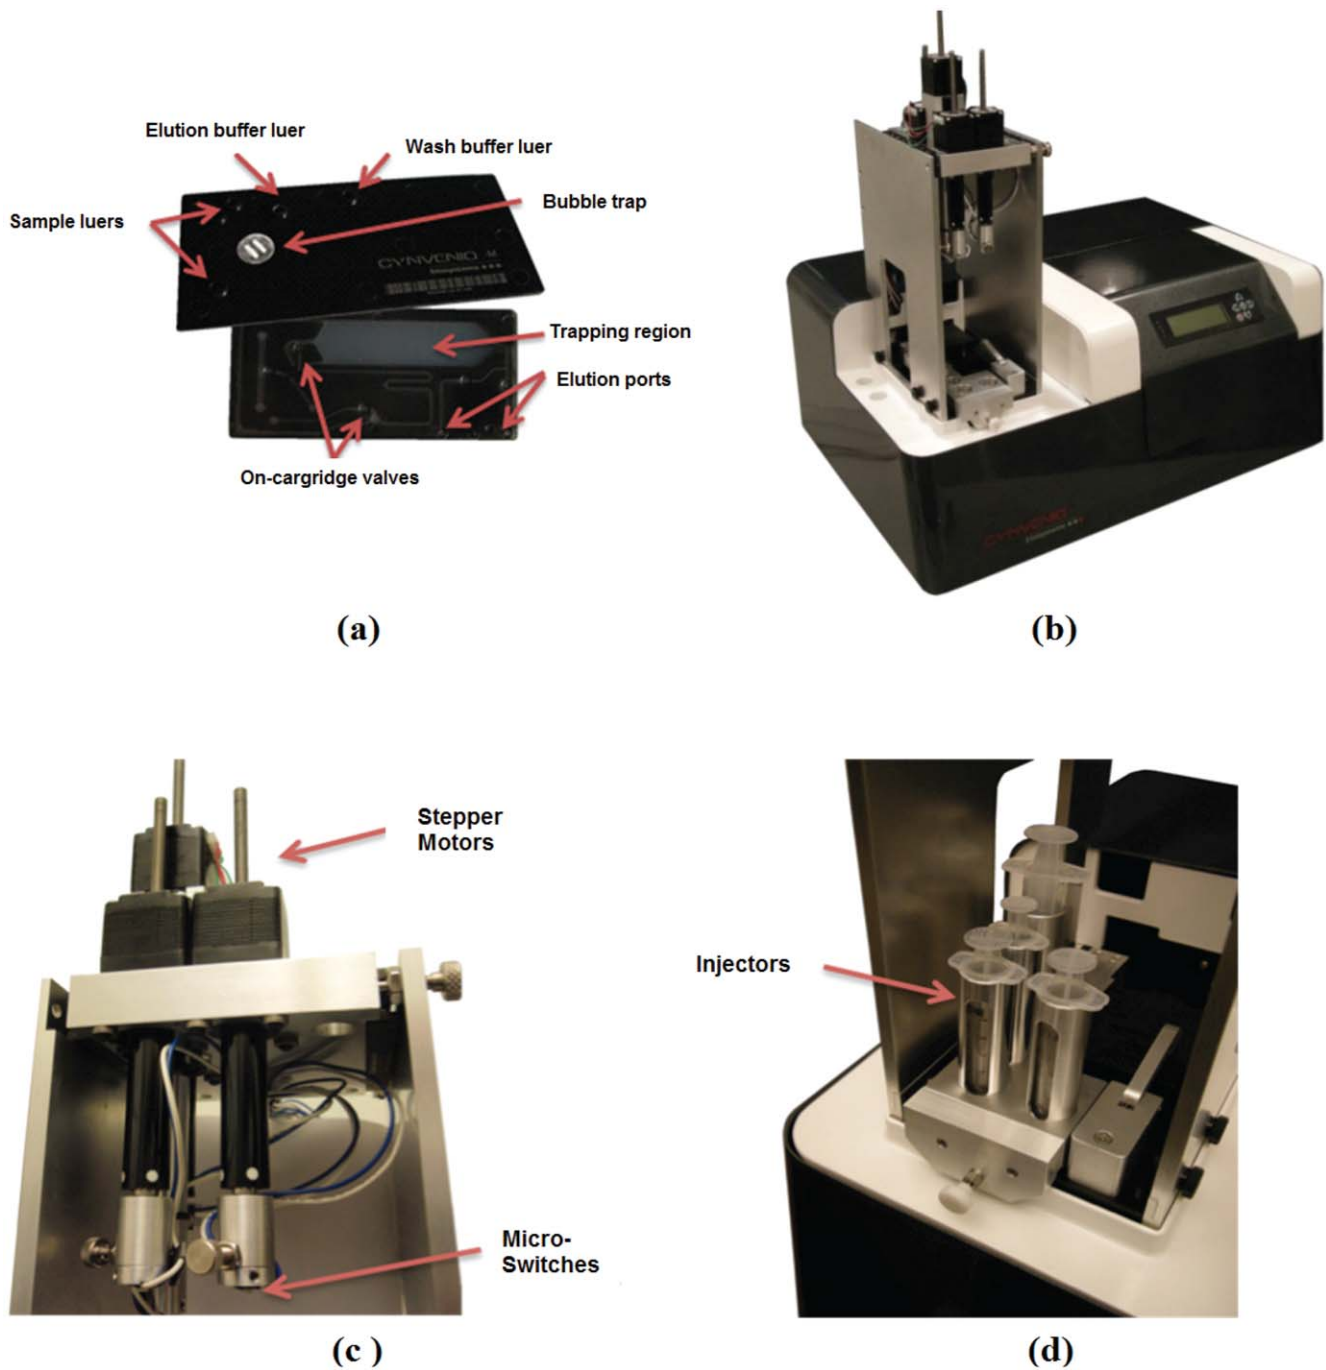 Elution buffer luer
Wash buffer luer
Sample luers
Bubble trap
CYNVENIO
Trapping region
Elution ports
On-cargridge valves
CYNVENIO
(a)
(b)
Stepper
Motors
Injectors
Micro-
Switches
(c )
(d)